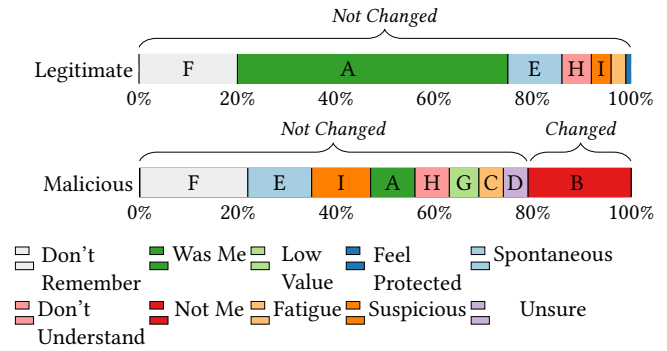 Not Changed
Legitimate F A E H I
0% 20% 40% 60% 80% 100%
Not Changed Changed
Malicious F E I A H G C D B
0% 20% 40% 60% 80% 100%
Don't Was Me Low Feel Spontaneous
Remember Value Protected
Don't Not Me Fatigue Suspicious Unsure
Understand